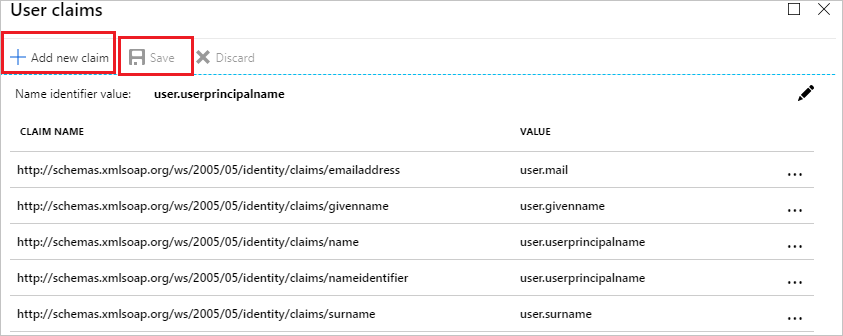 User claims
Add new claim Save Discard
Name identifier value: user.userprincipalname
CLAIM NAME VALUE
http://schemas.xmlsoap.org/ws/2005/05/identity/claims/emailaddress user.mail ...
http://schemas.xmlsoap.org/ws/2005/05/identity/claims/givenname user.givenname ...
http://schemas.xmlsoap.org/ws/2005/05/identity/claims/name user.userprincipalname ...
http://schemas.xmlsoap.org/ws/2005/05/identity/claims/nameidentifier user.userprincipalname ...
http://schemas.xmlsoap.org/ws/2005/05/identity/claims/surname user.surname ...